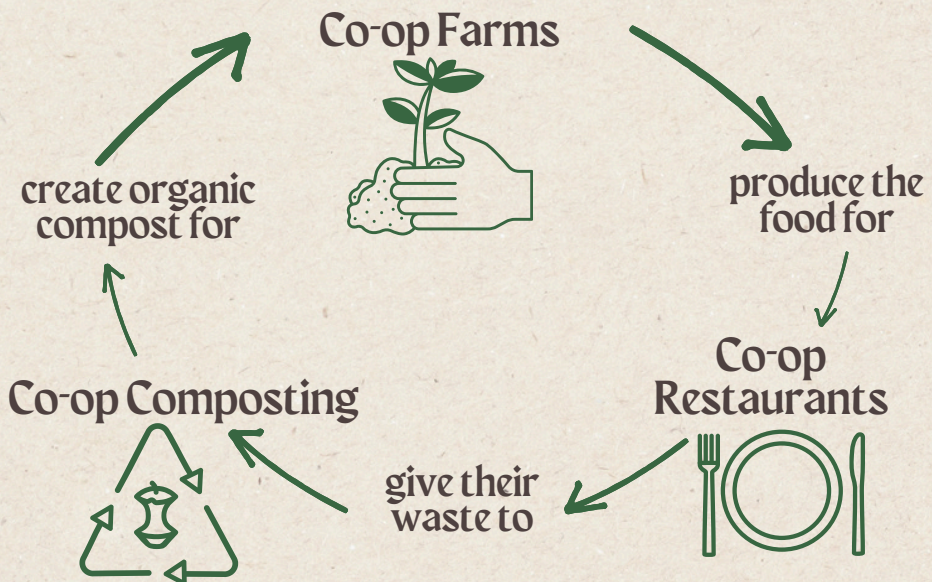 Co-op Farms
produce the
food for
Co-op
Restaurants
give their
waste to
Co-op Composting
create organic
compost for